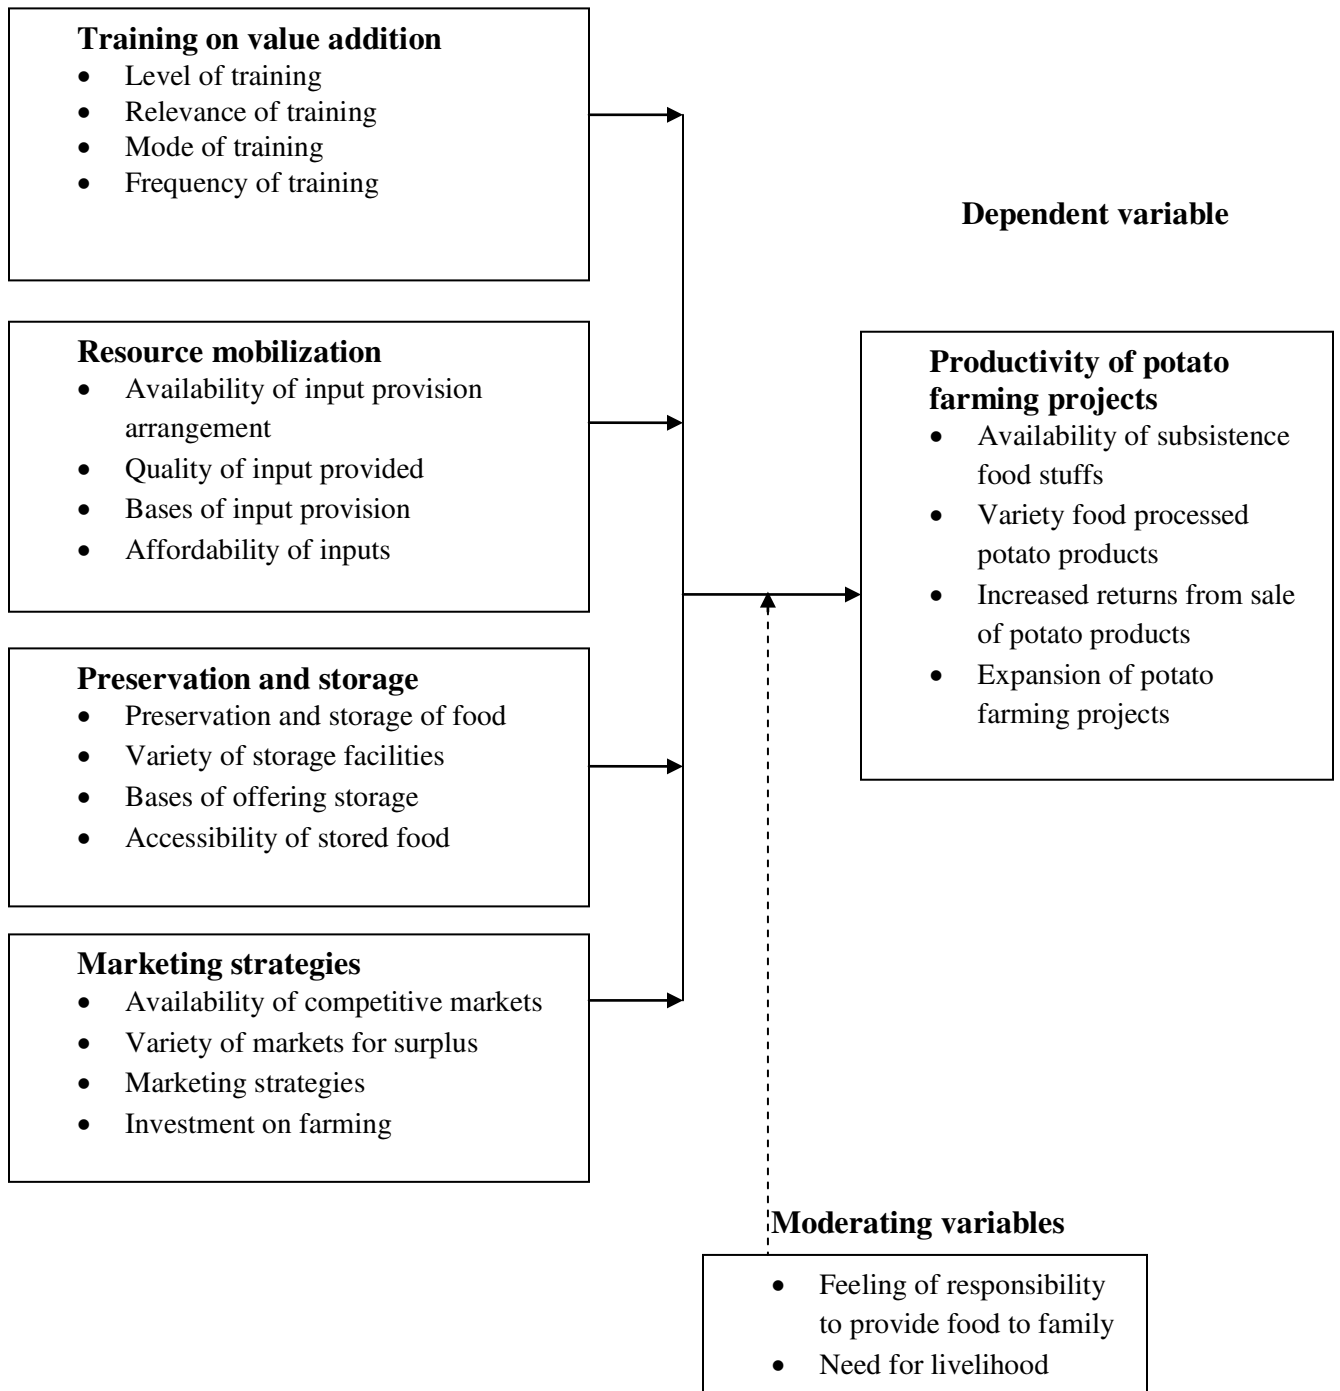 Training on value addition
• Level of training
• Relevance of training
• Mode of training
• Frequency of training
Resource mobilization
• Availability of input provision
arrangement
• Quality of input provided
• Bases of input provision
• Affordability of inputs
Preservation and storage
• Preservation and storage of food
• Variety of storage facilities
• Bases of offering storage
• Accessibility of stored food
Marketing strategies
• Availability of competitive markets
• Variety of markets for surplus
• Marketing strategies
• Investment on farming
Dependent variable
Productivity of potato
farming projects
• Availability of subsistence
food stuffs
• Variety food processed
potato products
• Increased returns from sale
of potato products
• Expansion of potato
farming projects
Moderating variables
• Feeling of responsibility
to provide food to family
• Need for livelihood